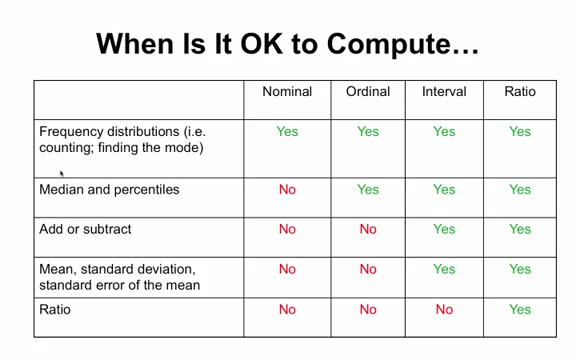 When Is It OK to Compute…
Nominal Ordinal Interval Ratio
Frequency distributions (i.e. Yes Yes Yes Yes
counting; finding the mode)
Median and percentiles No Yes Yes Yes
Add or subtract No No Yes Yes
Mean, standard deviation, No No Yes Yes
standard error of the mean
Ratio No No No Yes